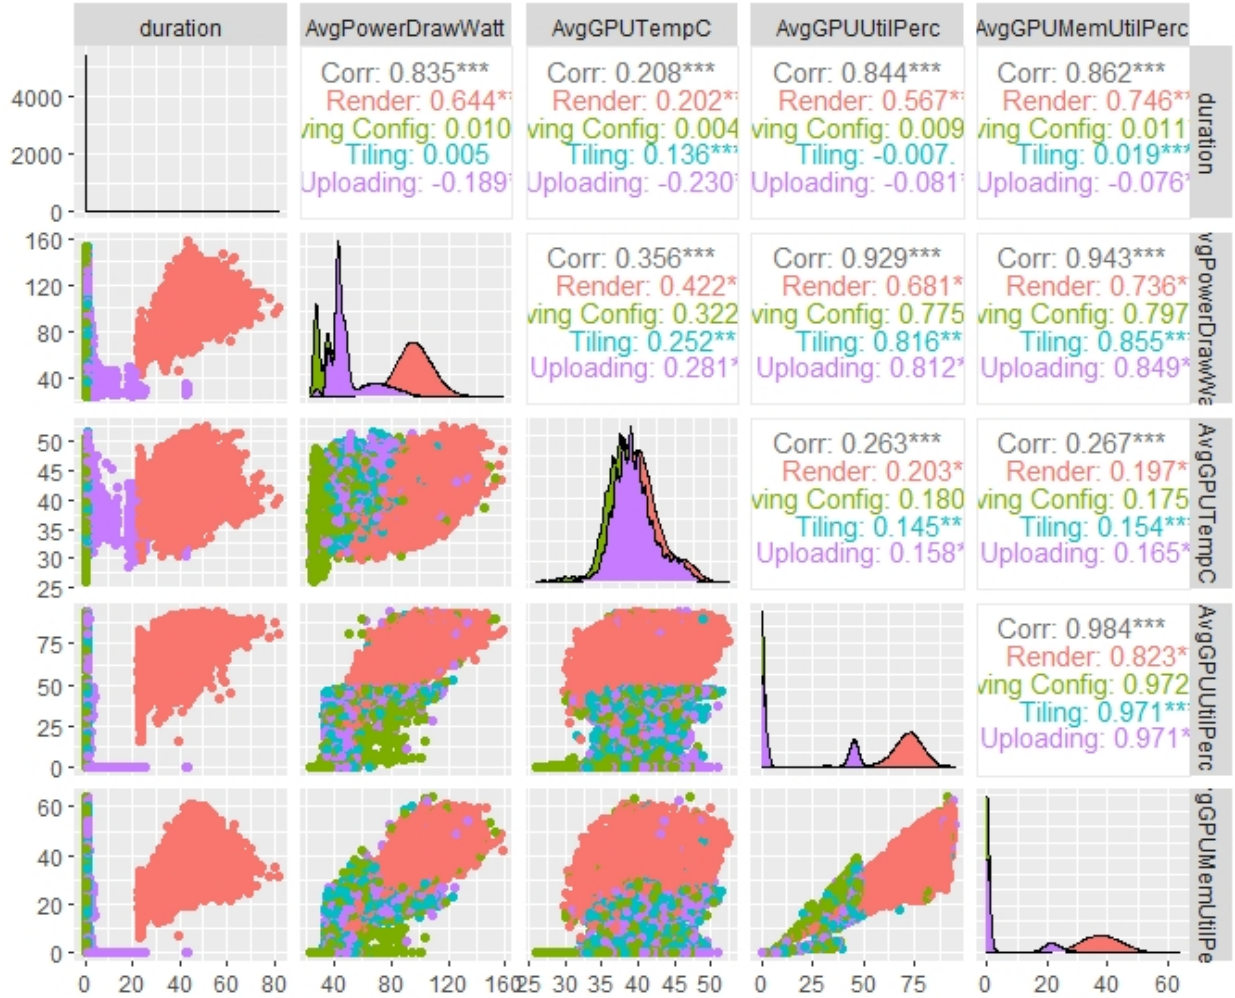 duration AvgPowerDrawWatt AvgGPUTempC AvgGPUUtilPerc AvgGPUMemUtilPerc
Corr: 0.835*** Corr: 0.208*** Corr: 0.844*** Corr: 0.862***
Render: 0.644** Render: 0.202** Render: 0.567** Render: 0.746**
ving Config: 0.010 ving Config: 0.004 ving Config: 0.009 ving Config: 0.011
Tiling: 0.005 Tiling: 0.136*** Tiling: -0.007. Tiling: 0.019***
Uploading: -0.189* Uploading: -0.230* Uploading: -0.081* Uploading: -0.076*
duration
4000
2000
0
Corr: 0.356*** Corr: 0.929*** Corr: 0.943***
Render: 0.422* Render: 0.681* Render: 0.736*
ving Config: 0.322 ving Config: 0.775 ving Config: 0.797
Tiling: 0.252** Tiling: 0.816** Tiling: 0.855***
Uploading: 0.281* Uploading: 0.812* Uploading: 0.849*
vgPowerDrawWa
160
120
80
40
Corr: 0.263*** Corr: 0.267***
Render: 0.203* Render: 0.197*
ving Config: 0.180 ving Config: 0.175
Tiling: 0.145** Tiling: 0.154***
Uploading: 0.158* Uploading: 0.165*
AvgGPUTempC
50
45
40
35
30
25
Corr: 0.984***
Render: 0.823*
ving Config: 0.972
Tiling: 0.971***
Uploading: 0.971*
AvgGPUUtilPerc
75
50
25
0
gGPUMemUtilPe
60
40
20
0
0 20 40 60 80 40 80 120 160 25 30 35 40 45 50 0 25 50 75 0 20 40 60